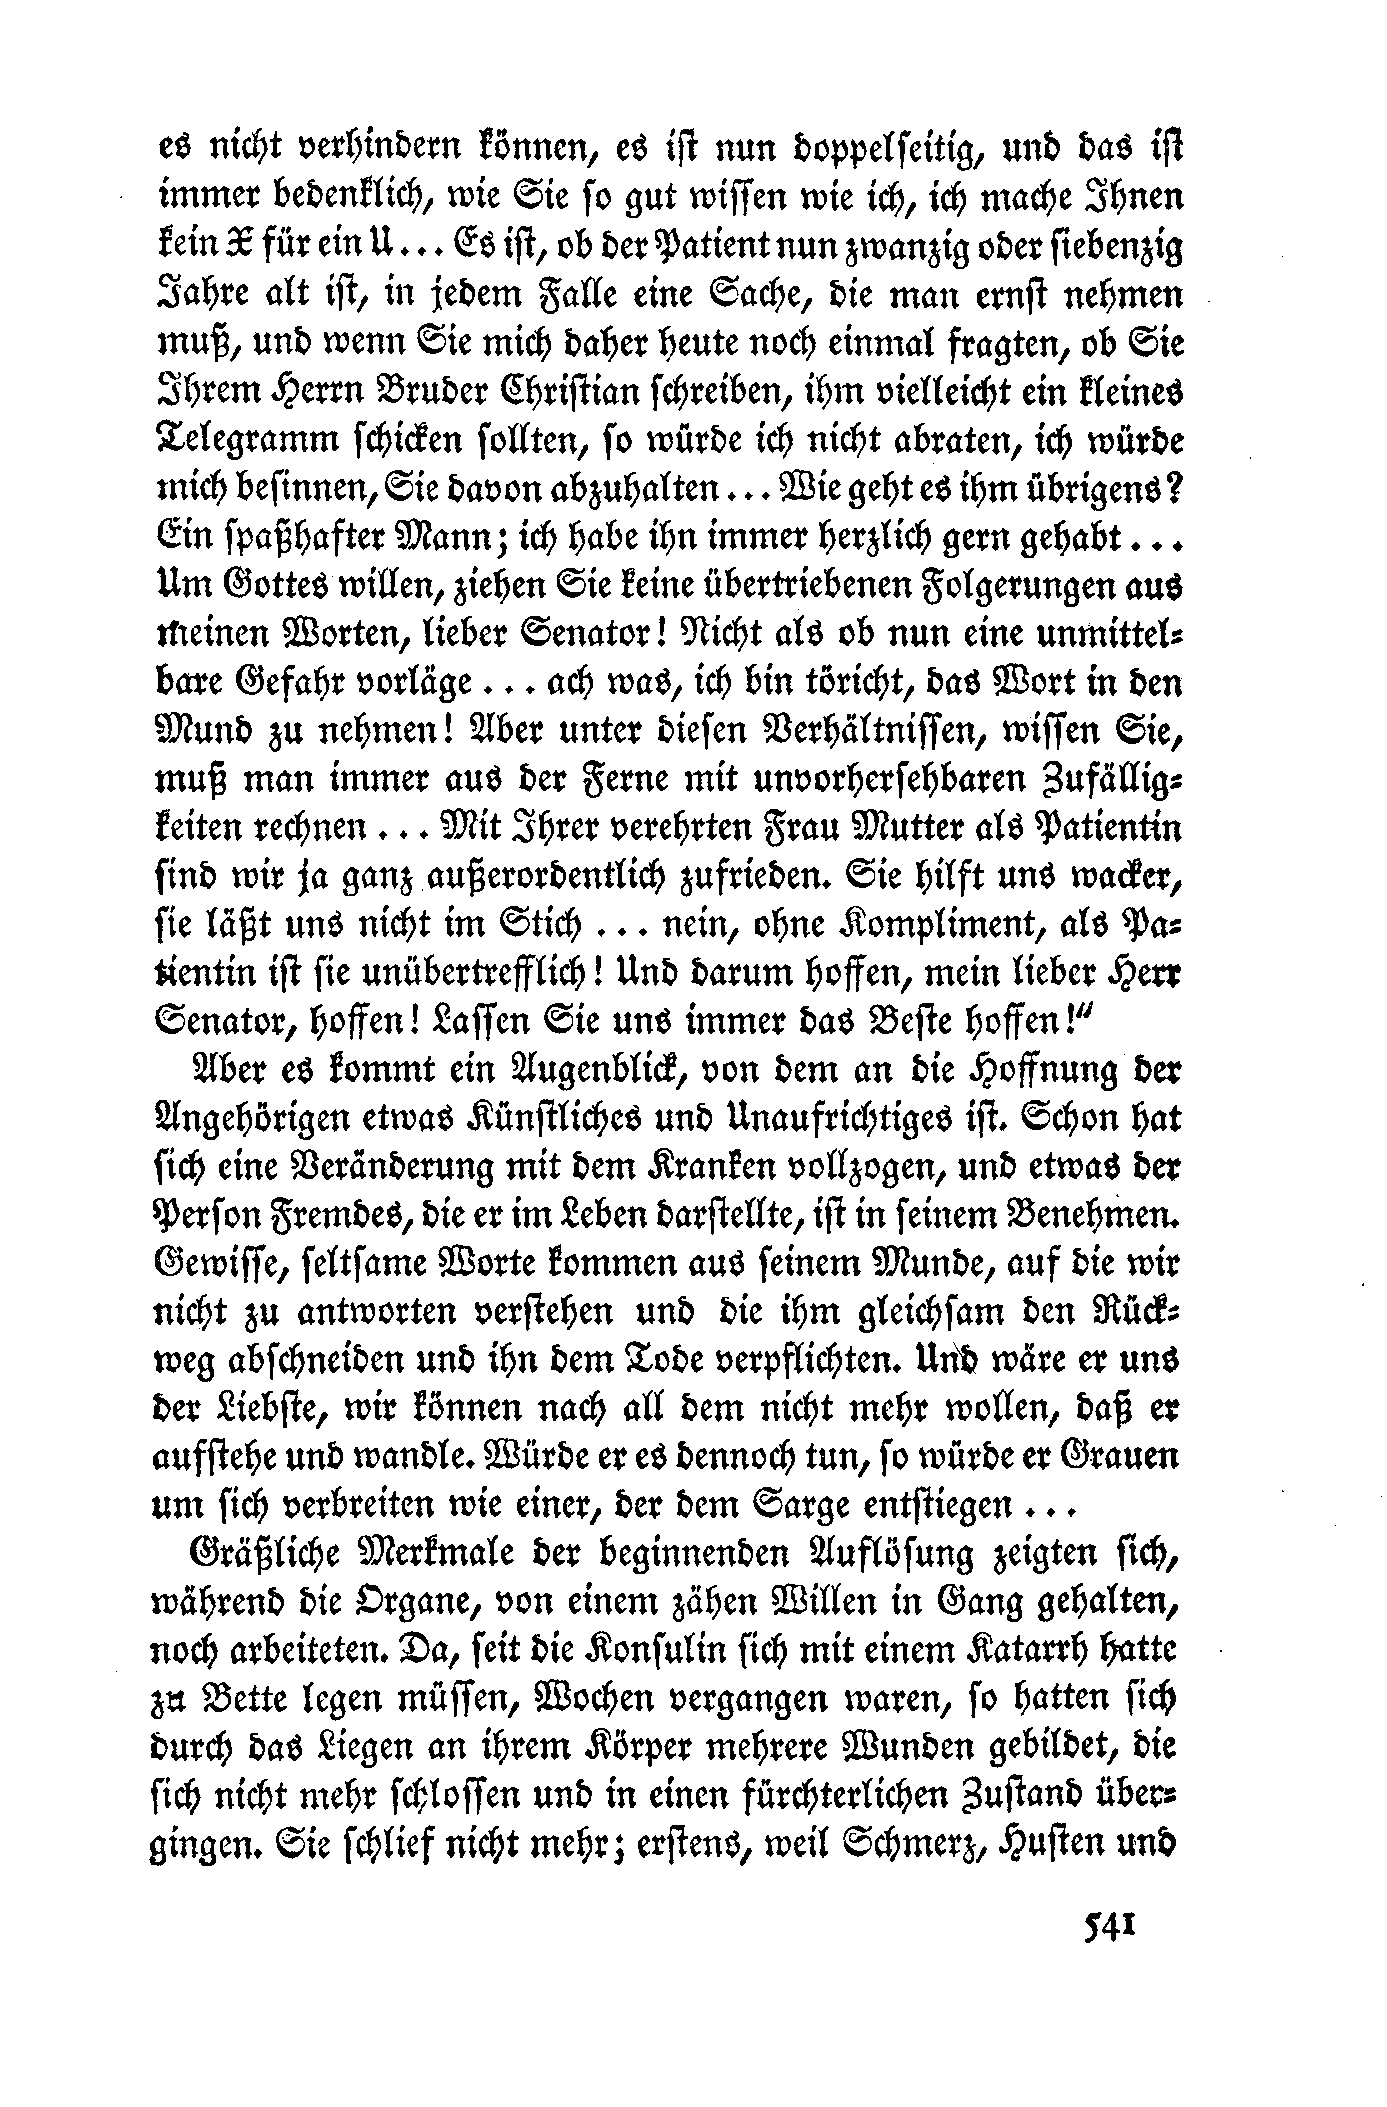 es nicht verhindern können, es ist nun doppelseitig, und das ist
immer bedenklich, wie Sie so gut wissen wie ich, ich mache Ihnen
kein X für ein U... Es ist, ob der Patient nun zwanzig oder siebenzig
Jahre alt ist, in jedem Falle eine Sache, die man ernst nehmen
muß, und wenn Sie mich daher heute noch einmal fragten, ob Sie
Ihrem Herrn Bruder Christian schreiben, ihm vielleicht ein kleines
Telegramm schicken sollten, so würde ich nicht abraten, ich würde
mich besinnen, Sie davon abzuhalten... Wie geht es ihm übrigens?
Ein spaßhafter Mann; ich habe ihn immer herzlich gern gehabt...
Um Gottes willen, ziehen Sie keine übertriebenen Folgerungen aus
meinen Worten, lieber Senator! Nicht als ob nun eine unmittel-
bare Gefahr vorläge... ach was, ich bin töricht, das Wort in den
Mund zu nehmen! Aber unter diesen Verhältnissen, wissen Sie,
muß man immer aus der Ferne mit unvorhersehbaren Zufällig-
keiten rechnen... Mit Ihrer verehrten Frau Mutter als Patientin
sind wir ja ganz außerordentlich zufrieden. Sie hilft uns wacker,
sie läßt uns nicht im Stich... nein, ohne Kompliment, als Pa-
tientin ist sie unübertrefflich! Und darum hoffen, mein lieber Herr
Senator, hoffen! Lassen Sie uns immer das Beste hoffen!"
Aber es kommt ein Augenblick, von dem an die Hoffnung der
Angehörigen etwas Künstliches und Unaufrichtiges ist. Schon hat
sich eine Veränderung mit dem Kranken vollzogen, und etwas der
Person Fremdes, die er im Leben darstellte, ist in seinem Benehmen.
Gewisse, seltsame Worte kommen aus seinem Munde, auf die wir
nicht zu antworten verstehen und die ihm gleichsam den Rück-
weg abschneiden und ihn dem Tode verpflichten. Und wäre er uns
der Liebste, wir können nach all dem nicht mehr wollen, daß er
aufstehe und wandle. Würde er es dennoch tun, so würde er Grauen
um sich verbreiten wie einer, der dem Sarge entstiegen...
Gräßliche Merkmale der beginnenden Auflösung zeigten sich,
während die Organe, von einem zähen Willen in Gang gehalten,
noch arbeiteten. Da, seit die Konsulin sich mit einem Katarrh hatte
zu Bette legen müssen, Wochen vergangen waren, so hatten sich
durch das Liegen an ihrem Körper mehrere Wunden gebildet, die
sich nicht mehr schlossen und in einen fürchterlichen Zustand über-
gingen. Sie schlief nicht mehr; erstens, weil Schmerz, Husten und
541